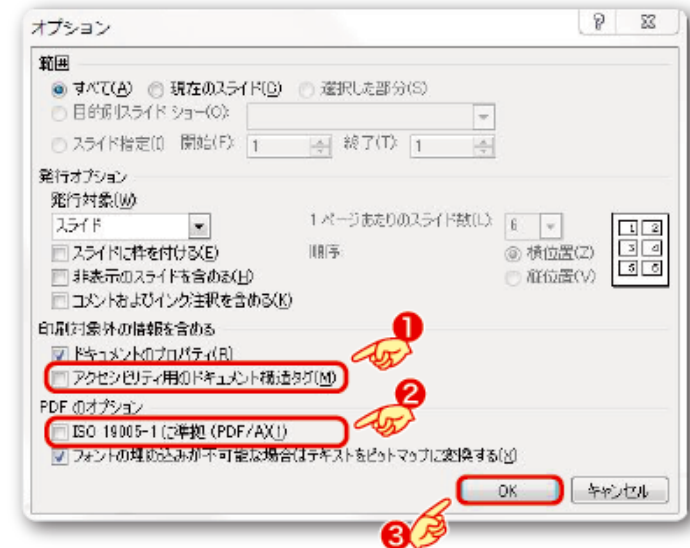 オプション
範囲
すべて(A) 現在のスライド(D) 選択した部分(S)
目的別スライド ショー(O):
スライド指定(I) 開始(F): 1 終了(T): 1
発行オプション
発行対象(W)
スライド 1 ページあたりのスライド数(L): 6
スライドに枠を付ける(E) 順序: 横位置(Z)
非表示のスライドを含める(H) 縦位置(V)
コメントおよびインク注釈を含める(K)
1 2
3 4
5 6
印刷対象外の情報を含める
1
ドキュメントのプロパティ(R)
アクセシビリティ用のドキュメント構造タグ(M)
2
PDF のオプション
ISO 19005-1 に準拠 (PDF/A)(1)
フォントの埋め込みが不可能な場合はテキストをビットマップに変換する(X)
OK キャンセル
3